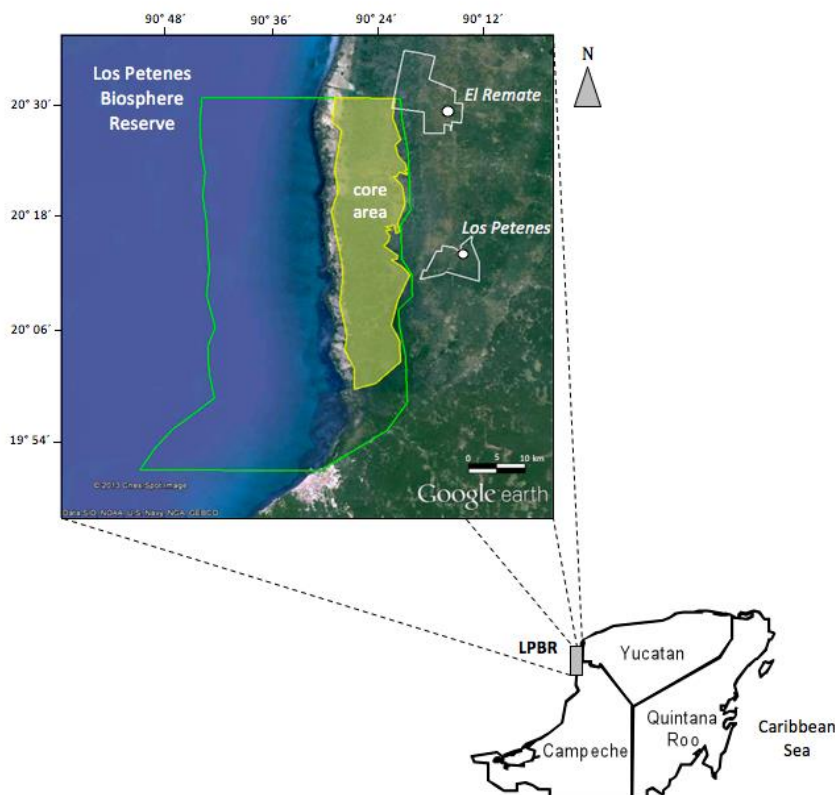 90° 48´ 90° 36´ 90° 24´ 90° 12´
Los Petenes
Biosphere
Reserve
N
20° 30´
El Remate
core
area
20° 18´
Los Petenes
20° 06´
19° 54´
0 5 10 km
© 2013 Cnes/Spot Image
Google earth
Data SIO, NOAA, U.S. Navy, NGA, GEBCO
LPBR
Yucatan
Quintana
Roo
Caribbean
Sea
Campeche